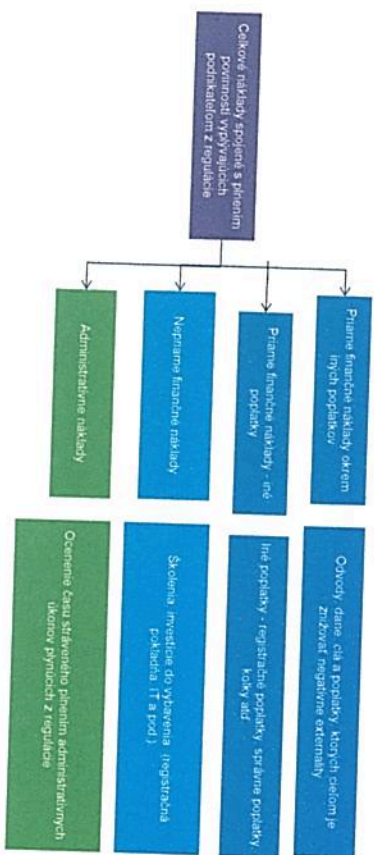 Celkové náklady spojené s plnením
povinností vyplývajúcich
podnikateľom z regulácie
Priame finančné náklady okrem
iných poplatkov
Odvody, dane, clá a poplatky, ktorých cieľom je
znižovať negatívne externality
Priame finančné náklady - iné
poplatky
Iné poplatky - registračné poplatky, správne poplatky,
kolky atď
Nepriame finančné náklady
Školenia, investície do vybavenia (registračná
pokladňa, IT a pod.)
Administratívne náklady
Ocenenie času stráveného plnením administratívnych
úkonov plynúcich z regulácie